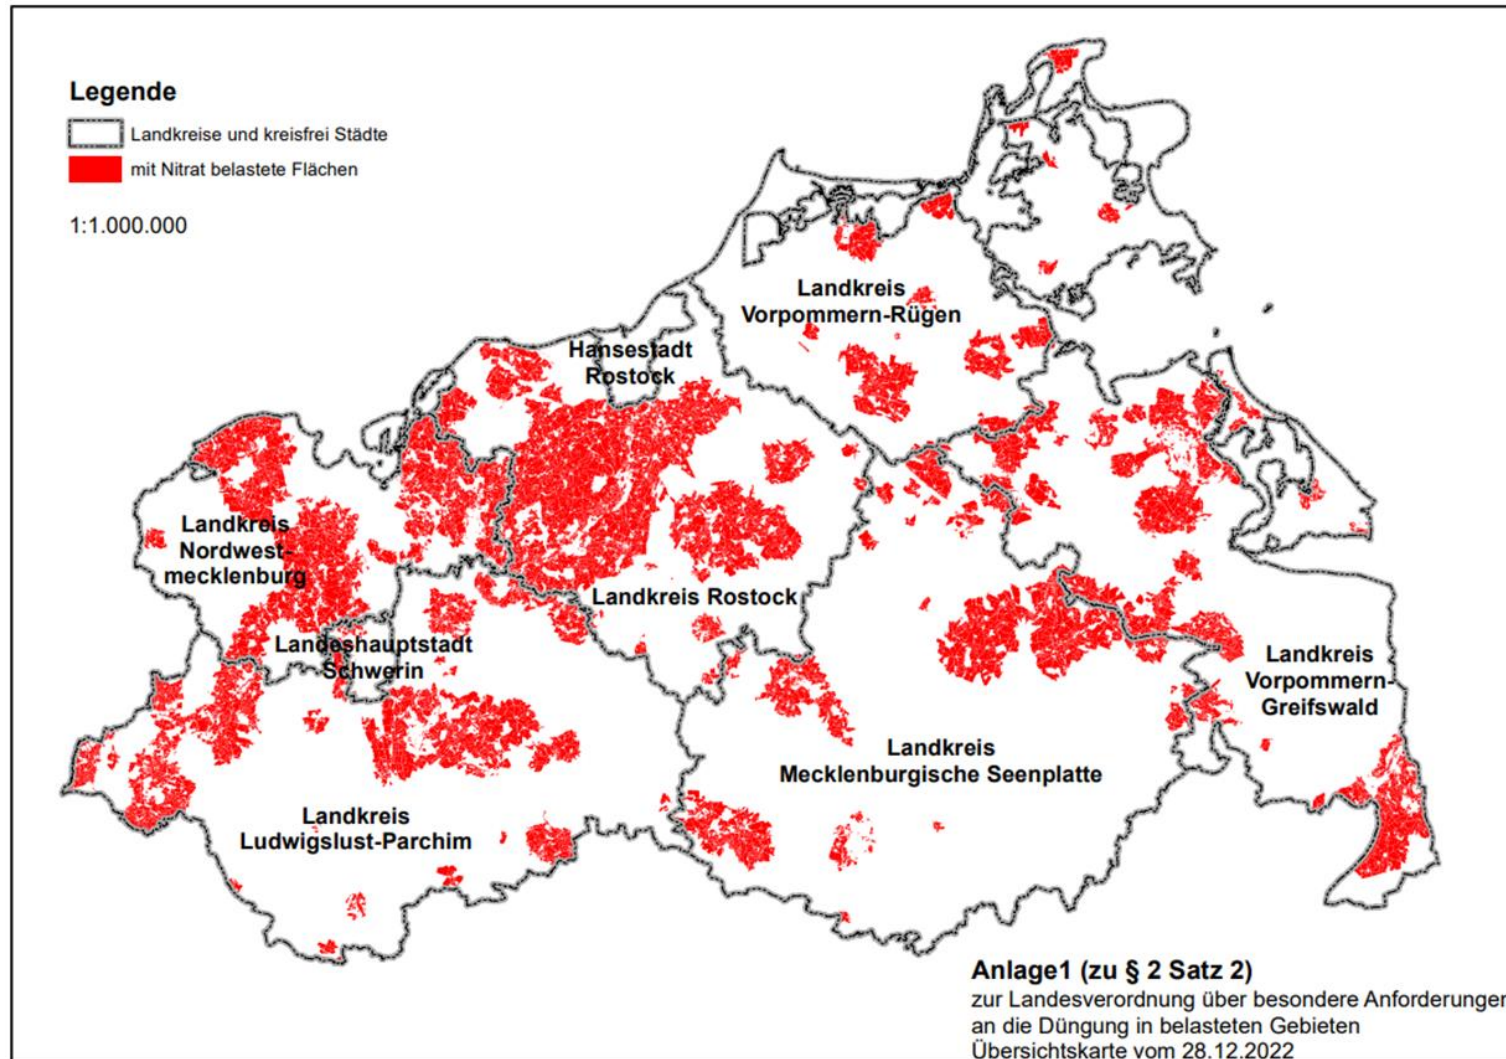 Legende
Landkreise und kreisfrei Städte
mit Nitrat belastete Flächen
1:1.000.000
Landkreis
Vorpommern-Rügen
Hansestadt
Rostock
Landkreis
Nordwest-
mecklenburg
Landkreis Rostock
Landeshauptstadt
Schwerin
Landkreis
Vorpommern-
Greifswald
Landkreis
Mecklenburgische Seenplatte
Landkreis
Ludwigslust-Parchim
Anlage1 (zu § 2 Satz 2)
zur Landesverordnung über besondere Anforderungen
an die Düngung in belasteten Gebieten
Übersichtskarte vom 28.12.2022